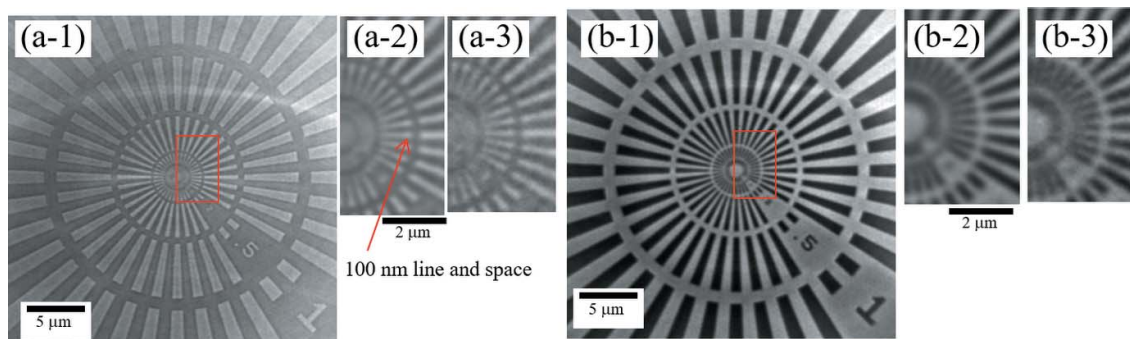 (a-1)
(a-2)
(a-3)
(b-1)
(b-2)
(b-3)
.5
1
5 μm
2 μm
100 nm line and space
.5
1
5 μm
2 μm